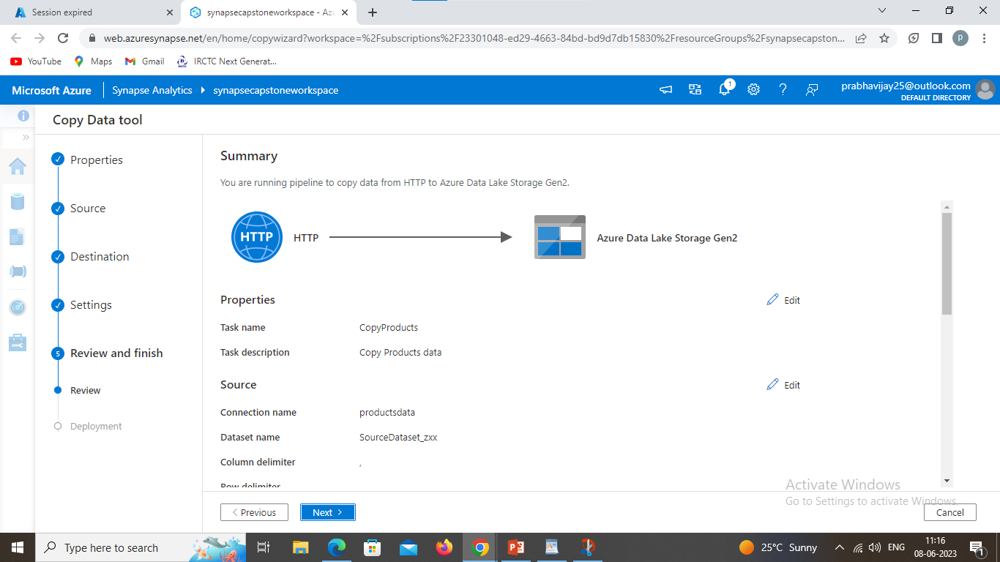 Session expired
synapsecapstoneworkspace - Azu
web.azuresynapse.net/en/home/copywizard?workspace=%2Fsubscriptions%2F23301048-ed29-4663-84bd-bd9d7db15830%2FresourceGroups%2Fsynapsecapston...
P
YouTube
Maps
Gmail
IRCTC Next Generat...
Microsoft Azure
Synapse Analytics
synapsecapstoneworkspace
1
prabhavijay25@outlook.com
DEFAULT DIRECTORY
Copy Data tool
Properties
Source
Destination
Settings
5 Review and finish
Review
Deployment
Summary
You are running pipeline to copy data from HTTP to Azure Data Lake Storage Gen2.
HTTP
HTTP
Azure Data Lake Storage Gen2
Properties
Edit
Task name CopyProducts
Task description Copy Products data
Source
Edit
Connection name productsdata
Dataset name SourceDataset_zxx
Column delimiter ,
Row delimiter
Activate Windows
Go to Settings to activate Windows.
< Previous
Next >
Cancel
Type here to search
25°C Sunny
ENG
11:16
08-06-2023
1